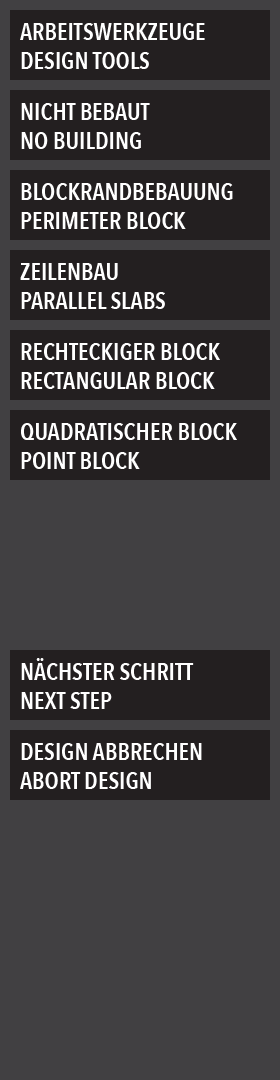 ARBEITSWERKZEUGE
DESIGN TOOLS
NICHT BEBAUT
NO BUILDING
BLOCKRANDBEBAUUNG
PERIMETER BLOCK
ZEILENBAU
PARALLEL SLABS
RECHTECKIGER BLOCK
RECTANGULAR BLOCK
QUADRATISCHER BLOCK
POINT BLOCK
NÄCHSTER SCHRITT
NEXT STEP
DESIGN ABBRECHEN
ABORT DESIGN